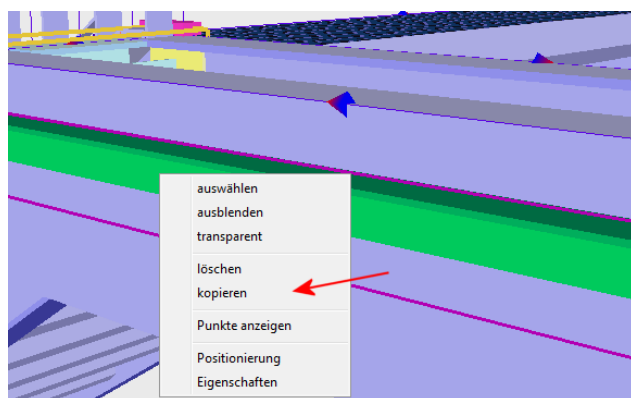 auswählen
ausblenden
transparent
löschen
kopieren
Punkte anzeigen
Positionierung
Eigenschaften